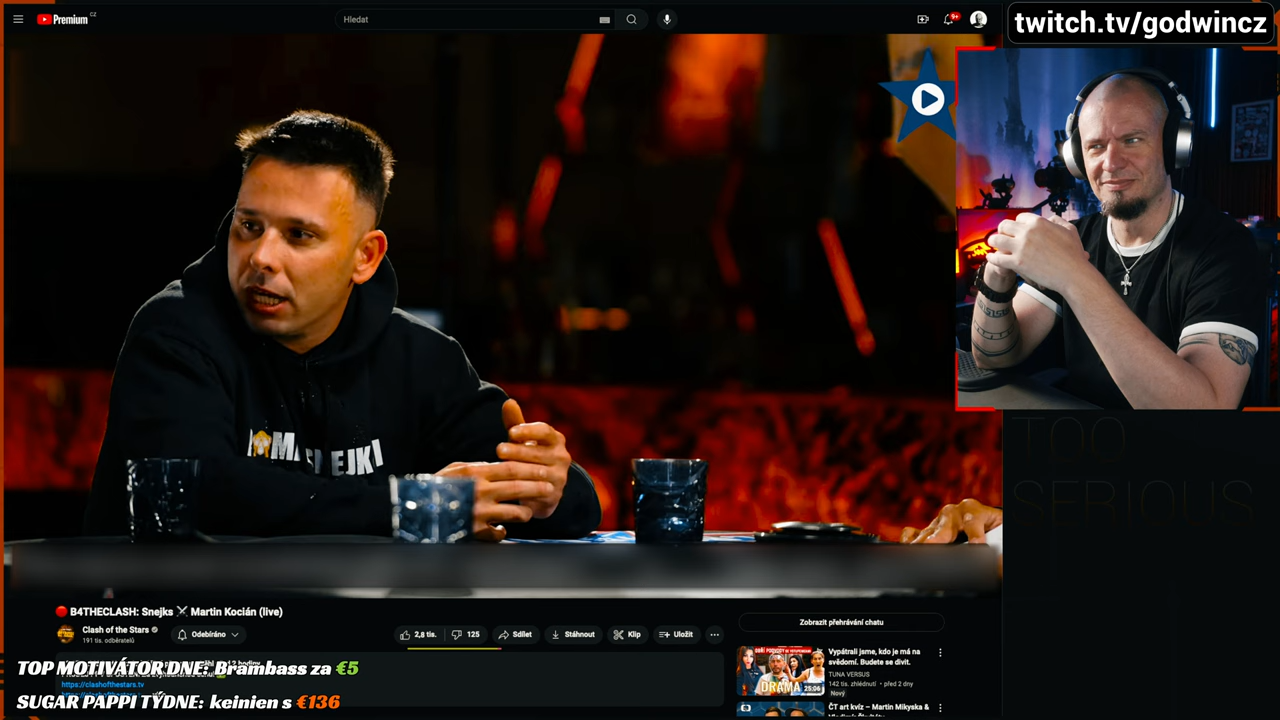 Premium CZ
Hledat
9+
twitch.tv/godwincz
TOO
SERIOUS
🔴 B4THECLASH: Snejks ⚔ Martin Kocián (live)
Clash of the Stars
191 tis. odběratelů
Odebíráno
2,8 tis.
125
Sdílet
Stáhnout
Klip
Uložit
Zobrazit přehrávání chatu
Vypátrali jsme, kdo je má na
svědomí. Budete se divit.
TUNA VERSUS
142 tis. zhlédnutí • před 2 dny
Nový
DRAMA
25:06
ČT art kvíz – Martin Mikyska &
TOP MOTIVÁTOR DNE: Brambass za €5
https://clashofthestars.tv
SUGAR TAPPI TÝDNE: keinien s €136